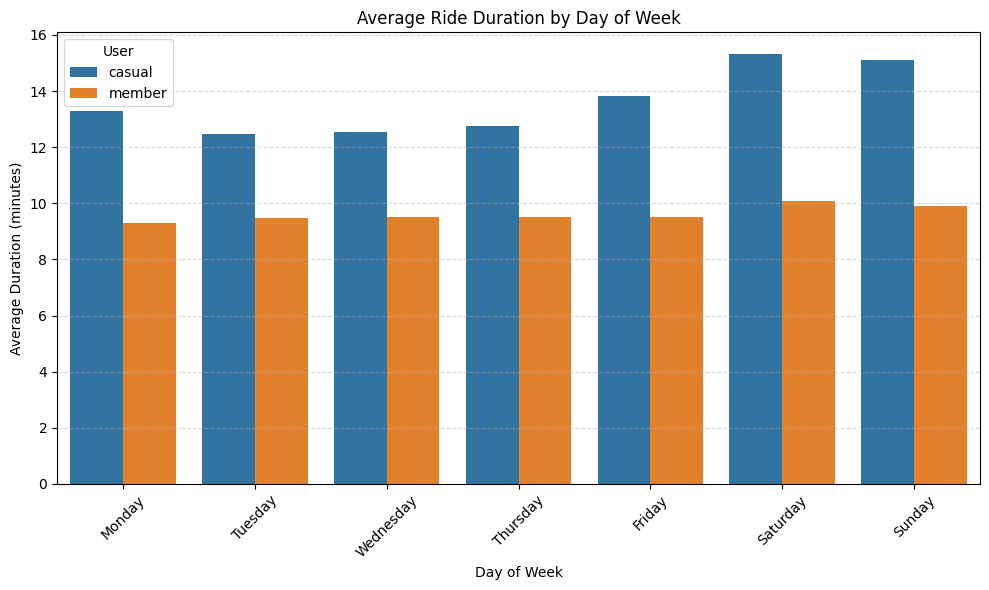 Average Ride Duration by Day of Week
User
casual
member
Average Duration (minutes)
16
14
12
10
8
6
4
2
0
Monday
Tuesday
Wednesday
Thursday
Friday
Saturday
Sunday
Day of Week